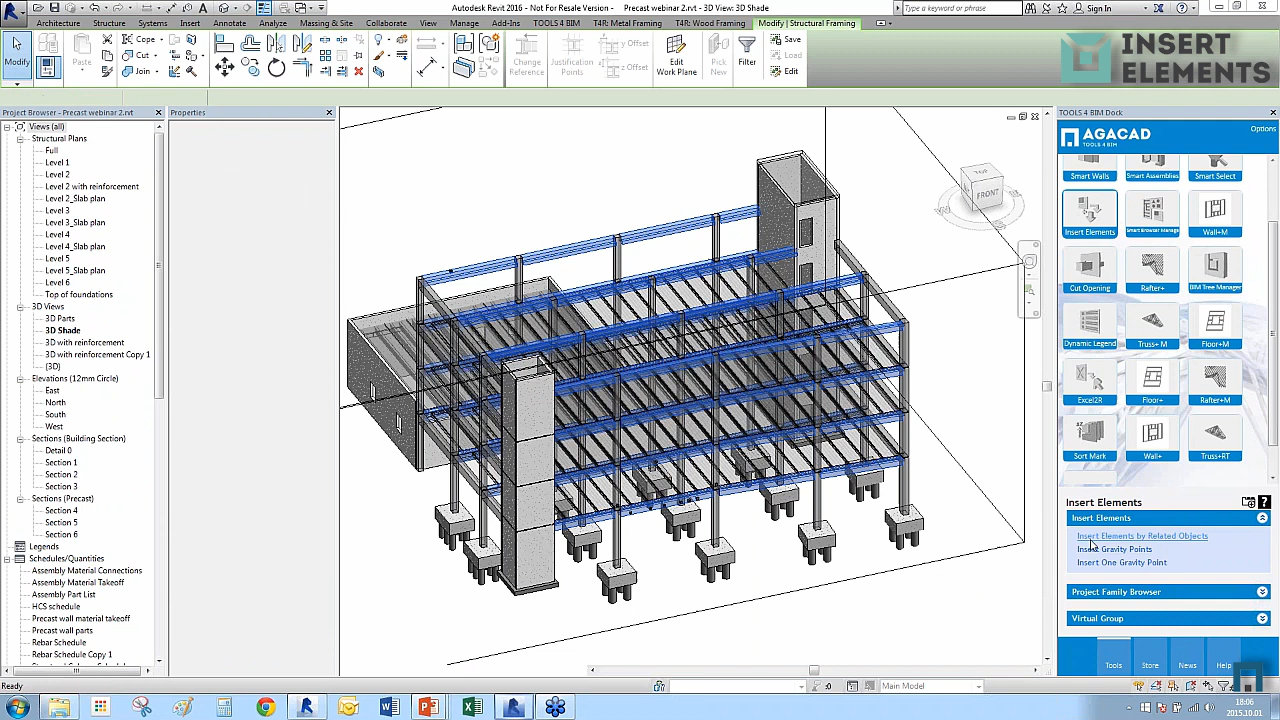 Autodesk Revit 2016 - Not For Resale Version - Precast webinar 2.rvt - 3D View: 3D Shade
Type a keyword or phrase
Sign In
Architecture Structure Systems Insert Annotate Analyze Massing & Site Collaborate View Manage Add-Ins TOOLS 4 BIM T4R: Metal Framing T4R: Wood Framing Modify | Structural Framing
Modify
Paste
Cope
Cut
Join
Change Reference
Justification Points
y Offset
z Offset
Edit Work Plane
Pick New
Filter
Save
Load
Edit
INSERT
ELEMENTS
Project Browser - Precast webinar 2.rvt
Properties
TOOLS 4 BIM Dock
Views (all)
Structural Plans
Full
Level 1
Level 2
Level 2 with reinforcement
Level 2_Slab plan
Level 3
Level 3_Slab plan
Level 4
Level 4_Slab plan
Level 5
Level 5_Slab plan
Level 6
Top of foundations
3D Views
3D Parts
3D Shade
3D with reinforcement
3D with reinforcement Copy 1
{3D}
Elevations (12mm Circle)
East
North
South
West
Sections (Building Section)
Detail 0
Section 1
Section 2
Section 3
Sections (Precast)
Section 4
Section 5
Section 6
Legends
Schedules/Quantities
Assembly Material Connections
Assembly Material Takeoff
Assembly Part List
HCS schedule
Precast wall material takeoff
Precast wall parts
Rebar Schedule
Rebar Schedule Copy 1
TOP
FRONT
AGACAD
TOOLS 4 BIM
Options
Smart Walls Smart Assemblies Smart Select
Insert Elements Smart Browser Manage Wall+M
Cut Opening Rafter+ BIM Tree Manager
Dynamic Legend Truss+ M Floor+M
Excel2R Floor+ Rafter+M
Sort Mark Wall+ Truss+RT
Insert Elements
Insert Elements
Insert Elements by Related Objects
Insert Gravity Points
Insert One Gravity Point
Project Family Browser
Virtual Group
Tools Store News Help
Ready
:0
Main Model
18:06
2015.10.01